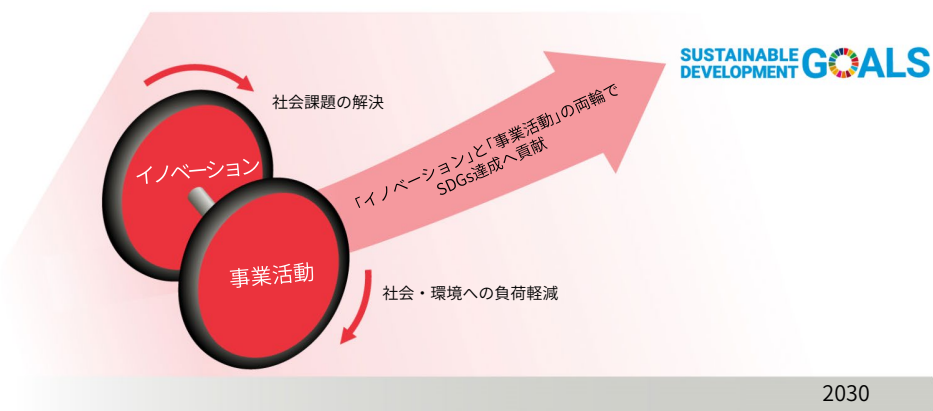 SUSTAINABLE
DEVELOPMENT
GOALS
社会課題の解決
イノベーション
「イノベーション」と「事業活動」の両輪で
SDGs達成へ貢献
事業活動
社会・環境への負荷軽減
2030